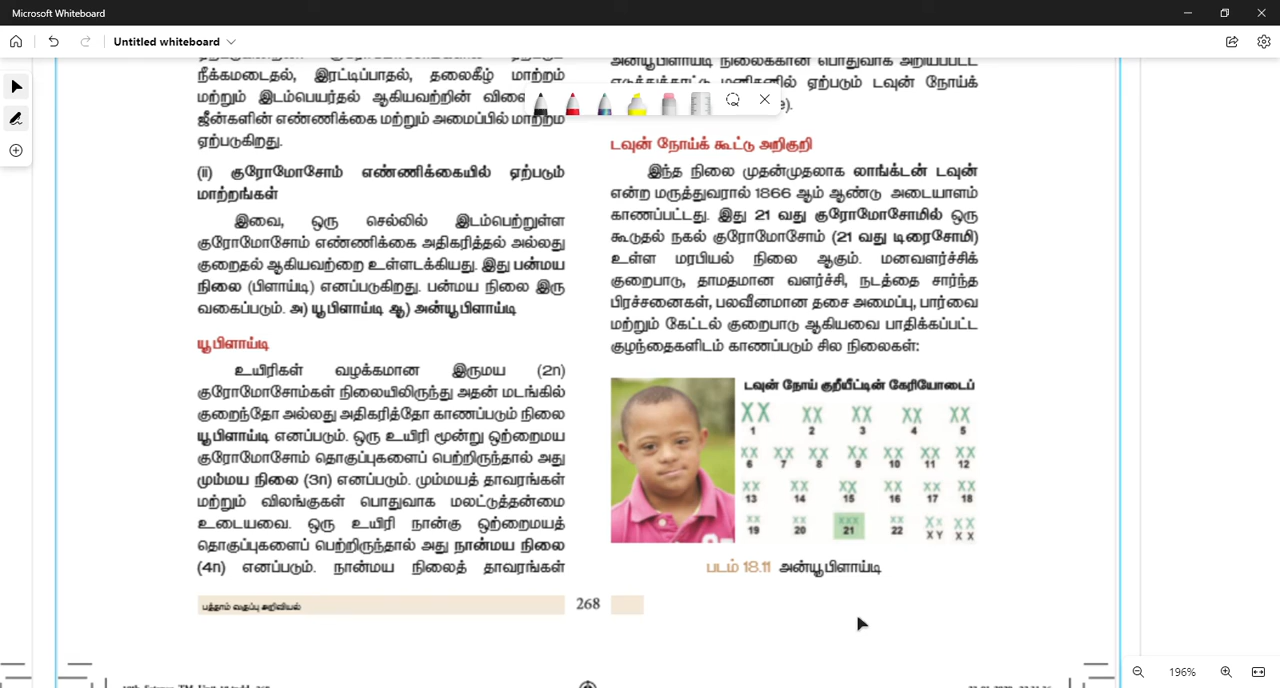 Microsoft Whiteboard
Untitled whiteboard
நீக்கமடைதல், இரட்டிப்பாதல், தலைகீழ் மாற்றம்
மற்றும் இடம்பெயர்தல் ஆகியவற்றின்
ஜீன்களின் எண்ணிக்கை மற்றும் அமைப்பில் மாற்றம்
ஏற்படுகிறது.
(ii) குரோமோசோம் எண்ணிக்கையில் ஏற்படும்
மாற்றங்கள்
இவை, ஒரு செல்லில் இடம்பெற்றுள்ள
குரோமோசோம் எண்ணிக்கை அதிகரித்தல் அல்லது
குறைதல் ஆகியவற்றை உள்ளடக்கியது. இது பன்மய
நிலை (பிளாய்டி) எனப்படுகிறது. பன்மய நிலை இரு
வகைப்படும். அ) யூபிளாய்டி ஆ) அன்யூபிளாய்டி
யூபிளாய்டி
உயிரிகள் வழக்கமான இருமய (2n)
குரோமோசோம்கள் நிலையிலிருந்து அதன் மடங்கில்
குறைந்தோ அல்லது அதிகரித்தோ காணப்படும் நிலை
யூபிளாய்டி எனப்படும். ஒரு உயிரி மூன்று ஒற்றைமய
குரோமோசோம் தொகுப்புகளைப் பெற்றிருந்தால் அது
மும்மய நிலை (3n) எனப்படும். மும்மயத் தாவரங்கள்
மற்றும் விலங்குகள் பொதுவாக மலட்டுத்தன்மை
உடையவை. ஒரு உயிரி நான்கு ஒற்றைமயத்
தொகுப்புகளைப் பெற்றிருந்தால் அது நான்மய நிலை
(4n) எனப்படும். நான்மய நிலைத் தாவரங்கள்
அன்யூபிளாய்டி நிலைக்கான பொதுவாக அறியப்பட்ட
எடுத்துக்காட்டு மனிதனில் ஏற்படும் டவுன் நோய்க்
e).
டவுன் நோய்க் கூட்டு அறிகுறி
இந்த நிலை முதன்முதலாக லாங்க்டன் டவுன்
என்ற மருத்துவரால் 1866 ஆம் ஆண்டு அடையாளம்
காணப்பட்டது. இது 21 வது குரோமோசோமில் ஒரு
கூடுதல் நகல் குரோமோசோம் (21 வது டிரைசோமி)
உள்ள மரபியல் நிலை ஆகும். மனவளர்ச்சிக்
குறைபாடு, தாமதமான வளர்ச்சி, நடத்தை சார்ந்த
பிரச்சனைகள், பலவீனமான தசை அமைப்பு, பார்வை
மற்றும் கேட்டல் குறைபாடு ஆகியவை பாதிக்கப்பட்ட
குழந்தைகளிடம் காணப்படும் சில நிலைகள்:
டவுன் நோய் குறீயீட்டின் கேரியோடைப்
1 2 3 4 5
6 7 8 9 10 11 12
13 14 15 16 17 18
19 20 21 22 XY XX
படம் 18.11 அன்யூபிளாய்டி
பத்தாம் வகுப்பு அறிவியல்
268
196%